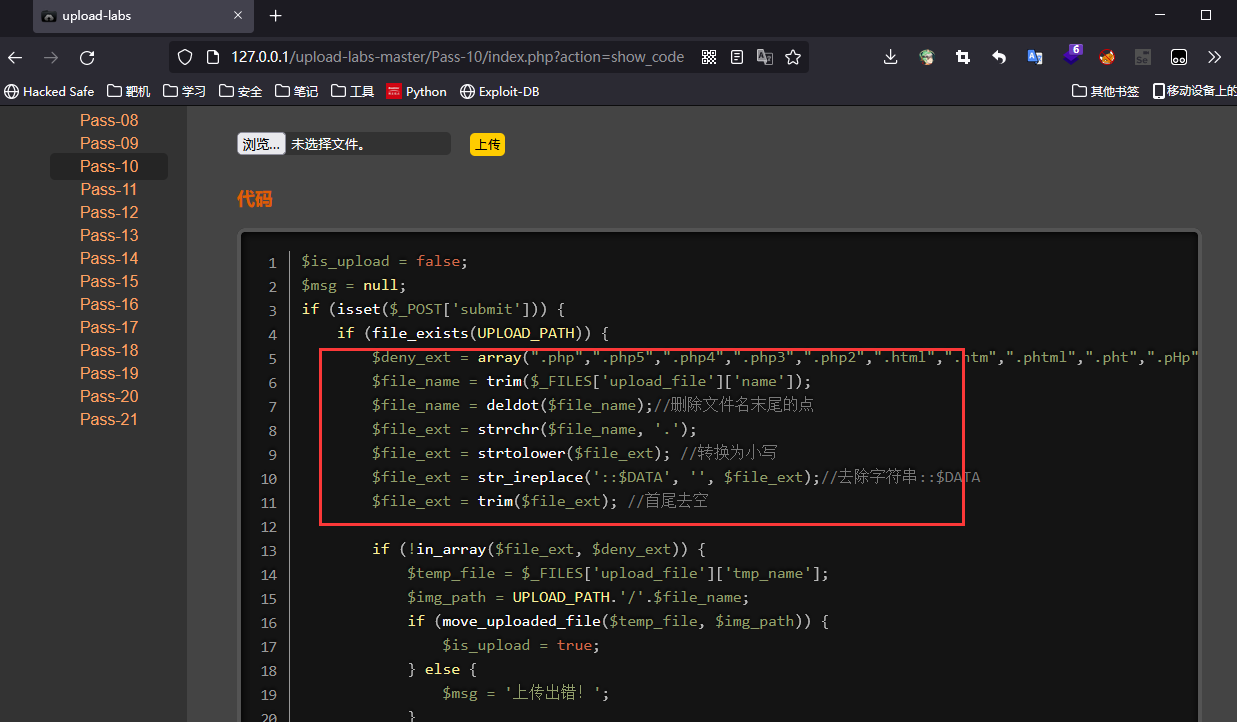 upload-labs
127.0.0.1/upload-labs-master/Pass-10/index.php?action=show_code
6
Hacked Safe 靶机 学习 安全 笔记 工具 Python Exploit-DB 其他书签 移动设备上的
Pass-08
Pass-09
Pass-10
Pass-11
Pass-12
Pass-13
Pass-14
Pass-15
Pass-16
Pass-17
Pass-18
Pass-19
Pass-20
Pass-21
浏览... 未选择文件。 上传
代码
1 $is_upload = false;
2 $msg = null;
3 if (isset($_POST['submit'])) {
4 if (file_exists(UPLOAD_PATH)) {
5 $deny_ext = array(".php",".php5",".php4",".php3",".php2",".html",".htm",".phtml",".pht",".pHp"
6 $file_name = trim($_FILES['upload_file']['name']);
7 $file_name = deldot($file_name);//删除文件名末尾的点
8 $file_ext = strrchr($file_name, '.');
9 $file_ext = strtolower($file_ext); //转换为小写
10 $file_ext = str_ireplace('::$DATA', '', $file_ext);//去除字符串::$DATA
11 $file_ext = trim($file_ext); //首尾去空
12
13 if (!in_array($file_ext, $deny_ext)) {
14 $temp_file = $_FILES['upload_file']['tmp_name'];
15 $img_path = UPLOAD_PATH.'/'.$file_name;
16 if (move_uploaded_file($temp_file, $img_path)) {
17 $is_upload = true;
18 } else {
19 $msg = '上传出错！';
20 }